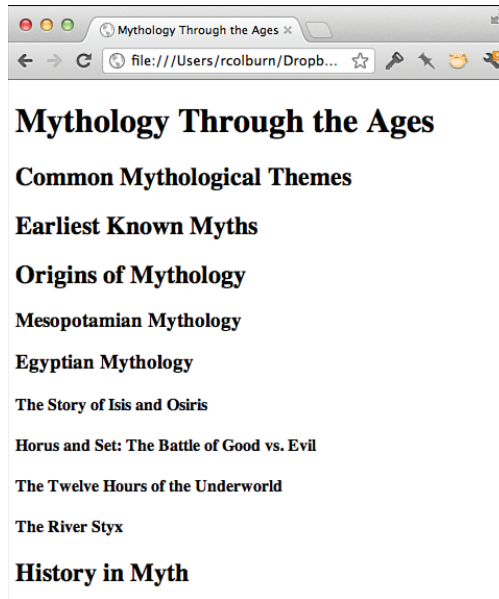 Mythology Through the Ages
file:///Users/rcolburn/Dropb...
Mythology Through the Ages
Common Mythological Themes
Earliest Known Myths
Origins of Mythology
Mesopotamian Mythology
Egyptian Mythology
The Story of Isis and Osiris
Horus and Set: The Battle of Good vs. Evil
The Twelve Hours of the Underworld
The River Styx
History in Myth